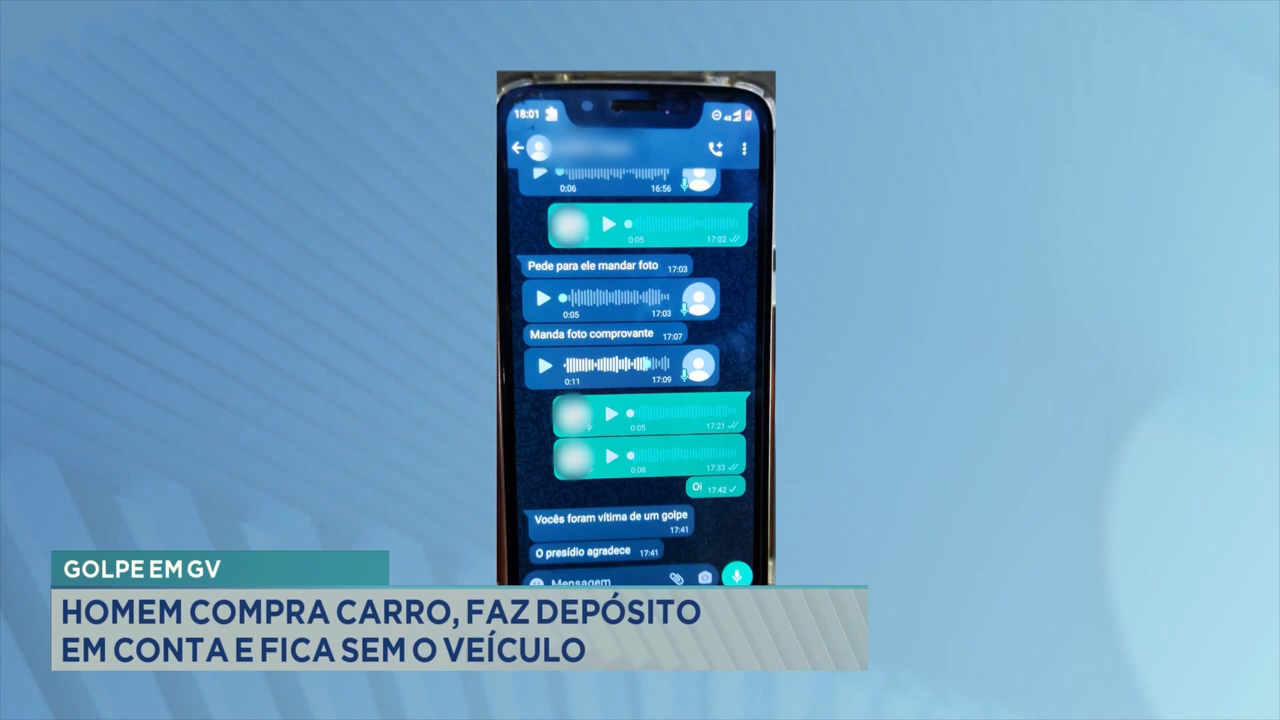 18:01
4G
0:06 16:56
0:05 17:02
Pede para ele mandar foto 17:03
0:05 17:03
Manda foto comprovante 17:07
0:11 17:09
0:05 17:21
0:08 17:33
Oi 17:42
Vocês foram vítima de um golpe
17:41
O presídio agradece 17:41
Mensagem
GOLPE EM GV
HOMEM COMPRA CARRO, FAZ DEPÓSITO
EM CONTA E FICA SEM O VEÍCULO